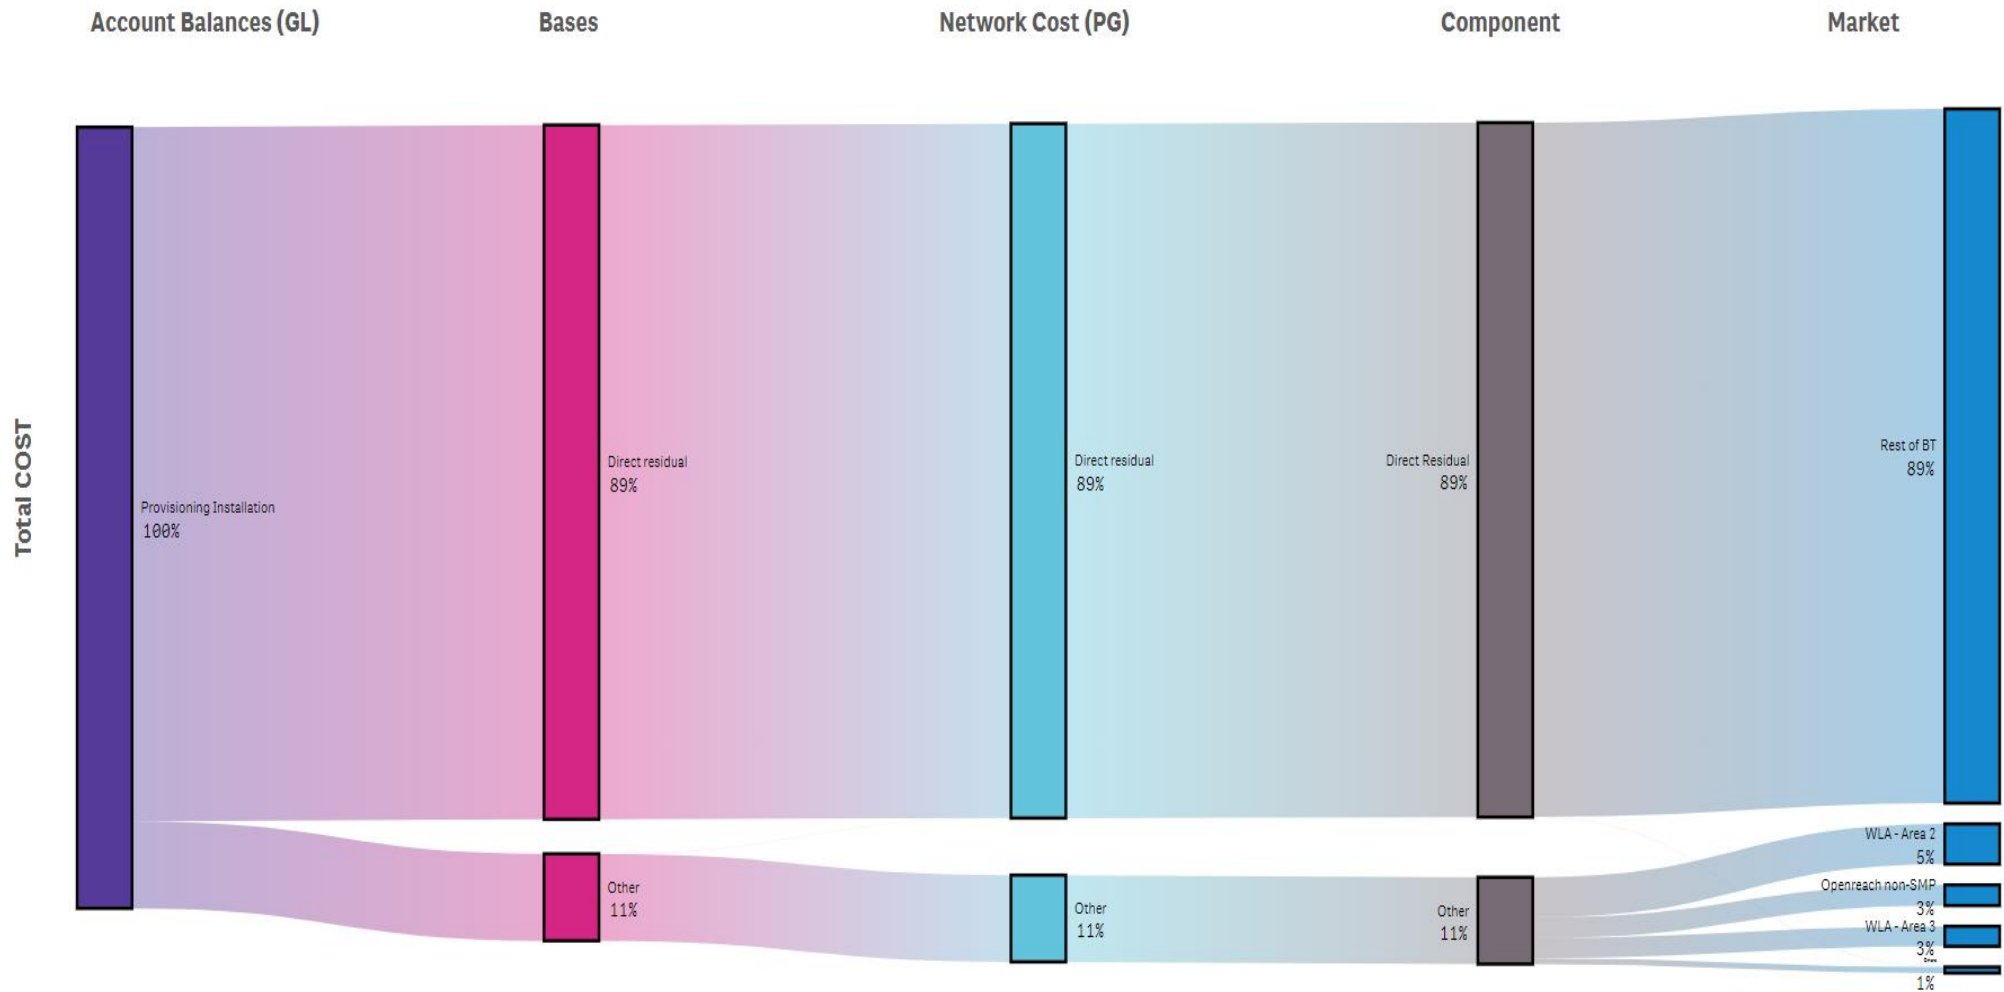 Account Balances (GL)
Bases
Network Cost (PG)
Component
Market
Total COST
Provisioning Installation
100%
Direct residual
89%
Other
11%
Direct residual
89%
Other
11%
Direct Residual
89%
Other
11%
Rest of BT
89%
WLA - Area 2
5%
Openreach non-SMP
3%
WLA - Area 3
3%
1%